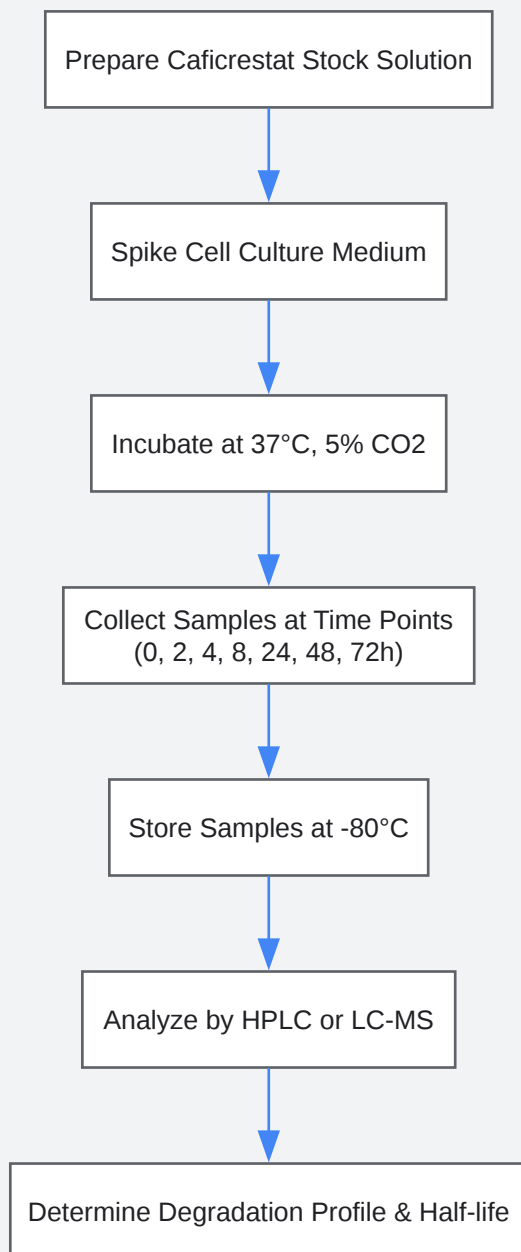 Prepare Caficrestat Stock Solution
Spike Cell Culture Medium
Incubate at 37°C, 5% CO2
Collect Samples at Time Points
(0, 2, 4, 8, 24, 48, 72h)
Store Samples at -80°C
Analyze by HPLC or LC-MS
Determine Degradation Profile & Half-life